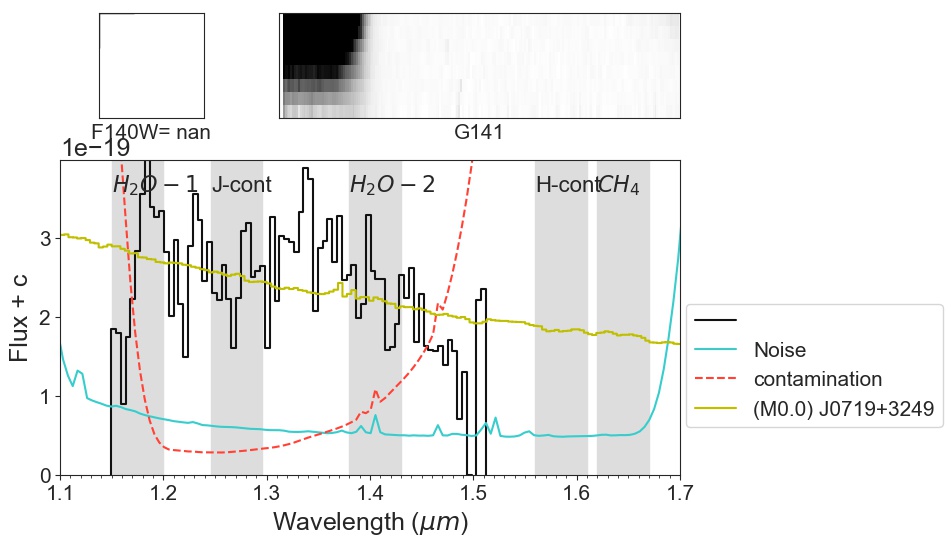 F140W= nan
G141
1e−19
H₂O − 1
J-cont
H₂O − 2
H-cont
CH₄
3
2
1
0
Flux + c
1.1
1.2
1.3
1.4
1.5
1.6
1.7
Wavelength (μm)
Noise
contamination
(M0.0) J0719+3249